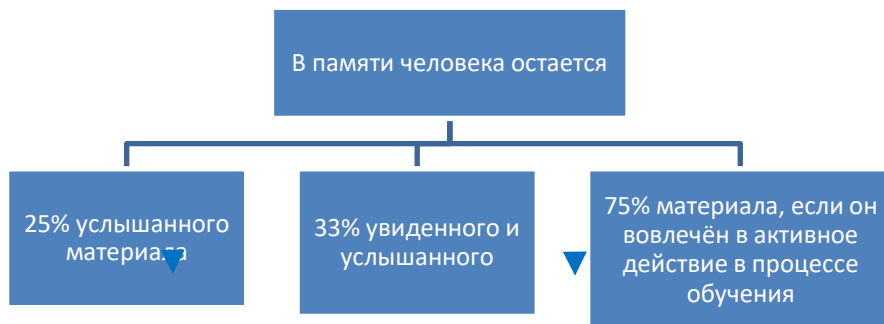 В памяти человека остается
25% услышанного
материала
33% увиденного и
услышанного
75% материала, если он
вовлечён в активное
действие в процессе
обучения